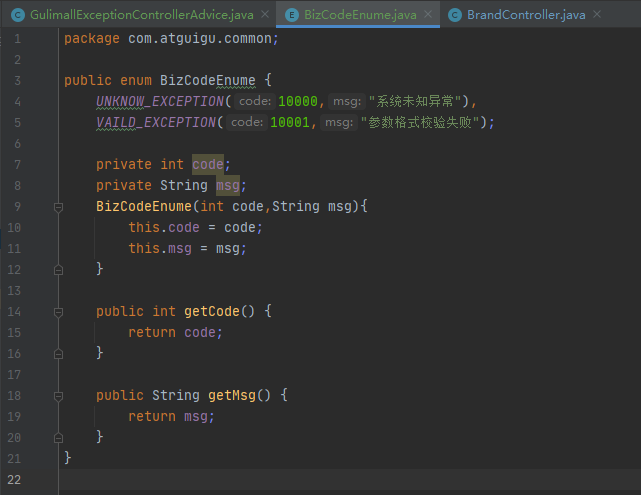 GulimallExceptionControllerAdvice.java BizCodeEnume.java BrandController.java
1 package com.atguigu.common;
2
3 public enum BizCodeEnume {
4 UNKNOW_EXCEPTION( code: 10000, msg: "系统未知异常"),
5 VAILD_EXCEPTION( code: 10001, msg: "参数格式校验失败");
6
7 private int code;
8 private String msg;
9 BizCodeEnume(int code,String msg){
10 this.code = code;
11 this.msg = msg;
12 }
13
14 public int getCode() {
15 return code;
16 }
17
18 public String getMsg() {
19 return msg;
20 }
21 }
22